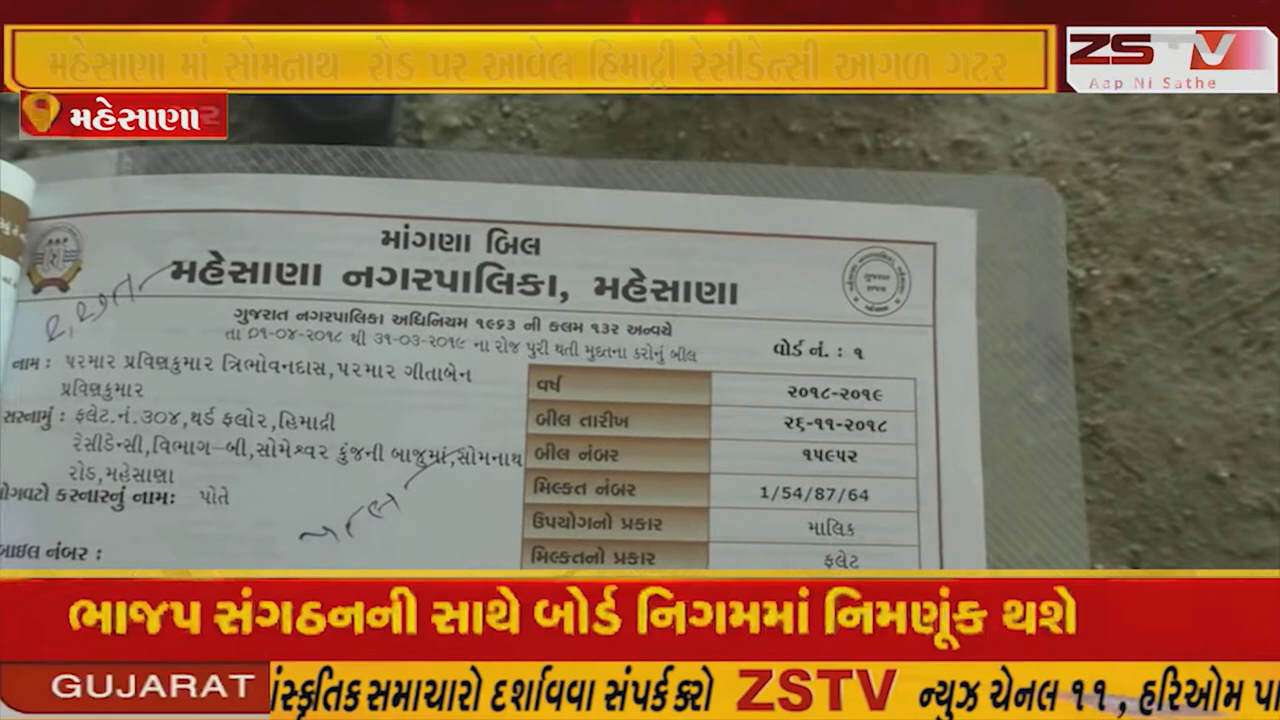 મહેસાણા માં સોમનાથ રોડ પર આવેલ હિમાદ્રી રેસીડેન્સી આગળ ગટર
ZSTV
Aap Ni Sathe
મહેસાણા
માંગણા બિલ
મહેસાણા નગરપાલિકા, મહેસાણા
ગુજરાત નગરપાલિકા અધિનિયમ ૧૯૬૩ ની કલમ ૧૩૨ અન્વયે
તા ૦૧-૦૪-૨૦૧૮ થી ૩૧-૦૩-૨૦૧૯ ના રોજ પુરી થતી મુદતના કરોનું બીલ
વોર્ડ નં. : ૧
નામ : પરમાર પ્રવિણકુમાર ત્રિભોવનદાસ,પરમાર ગીતાબેન
પ્રવિણકુમાર
સરનામું : ફલેટ.નં.૩૦૪,થર્ડ ફલોર,હિમાદ્રી
રેસીડેન્સી,વિભાગ-બી,સોમેશ્વર કુંજની બાજુમાં,સોમનાથ
રોડ,મહેસાણા
ોગવટો કરનારનું નામઃ પોતે
બાઇલ નંબર :
વર્ષ ૨૦૧૮-૨૦૧૯
બીલ તારીખ ૨૬-૧૧-૨૦૧૮
બીલ નંબર ૧૫૯૫૨
મિલ્કત નંબર 1/54/87/64
ઉપયોગનો પ્રકાર માલિક
મિલ્કતનો પ્રકાર ફલેટ
ભાજપ સંગઠનની સાથે બોર્ડ નિગમમાં નિમણૂંક થશે
GUJARAT
ંસ્કૃતિક સમાચારો દર્શાવવા સંપર્ક કરો ZSTV ન્યુઝ ચેનલ ૧૧ , હરિઓમ પા